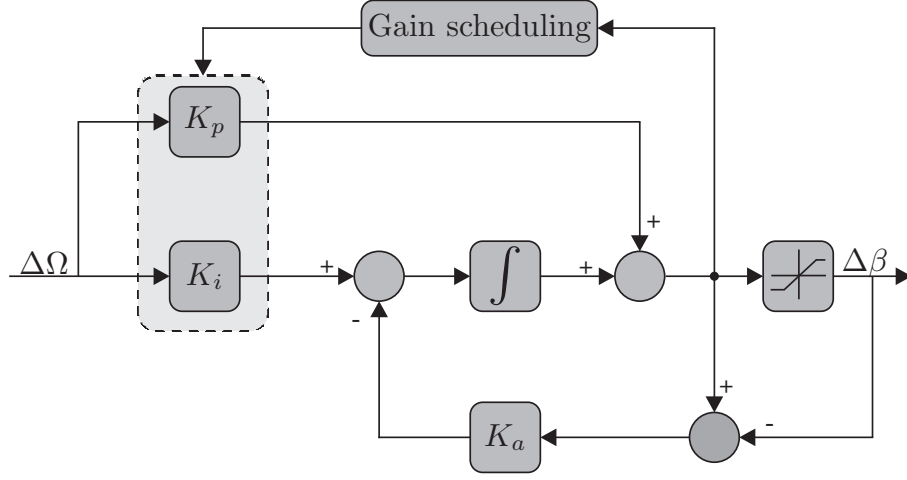 Gain scheduling
K_p
+
ΔΩ
K_i
+
∫
+
Δβ
-
+
K_a
-